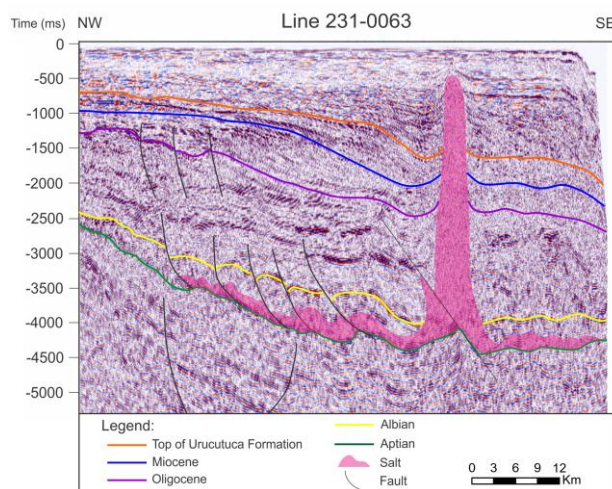 Time (ms) NW Line 231-0063 SE
0
-500
-1000
-1500
-2000
-2500
-3000
-3500
-4000
-4500
-5000
Legend:
Top of Urucutuca Formation
Miocene
Oligocene
Albian
Aptian
Salt
Fault
0 3 6 9 12
Km